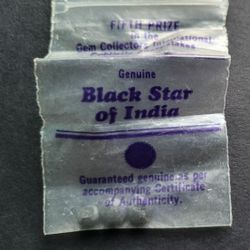 FIFTH PRIZE
in the
Gem Collectors
Genuine
Black Star
of India
Guaranteed genuine as per
accompanying Certificate
of Authenticity.